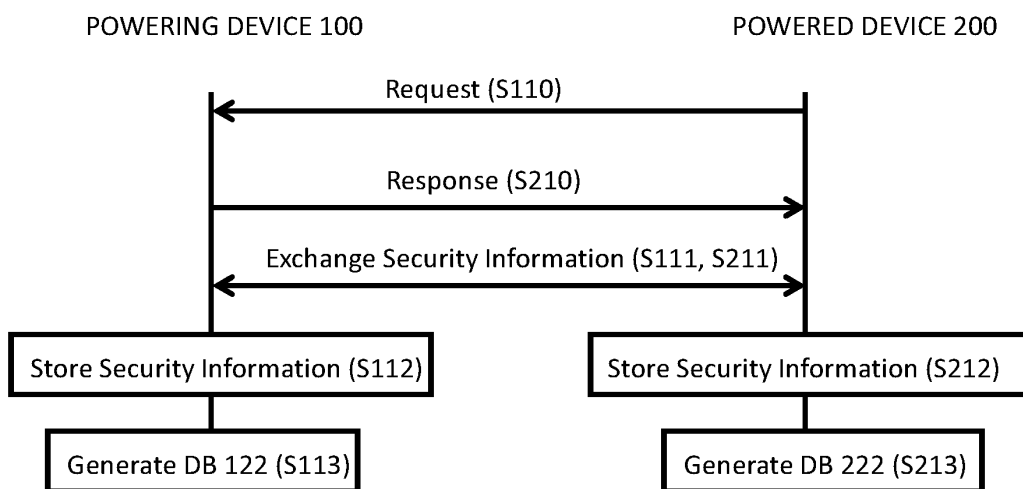 POWERING DEVICE 100
POWERED DEVICE 200
Request (S110)
Response (S210)
Exchange Security Information (S111, S211)
Store Security Information (S112)
Store Security Information (S212)
Generate DB 122 (S113)
Generate DB 222 (S213)